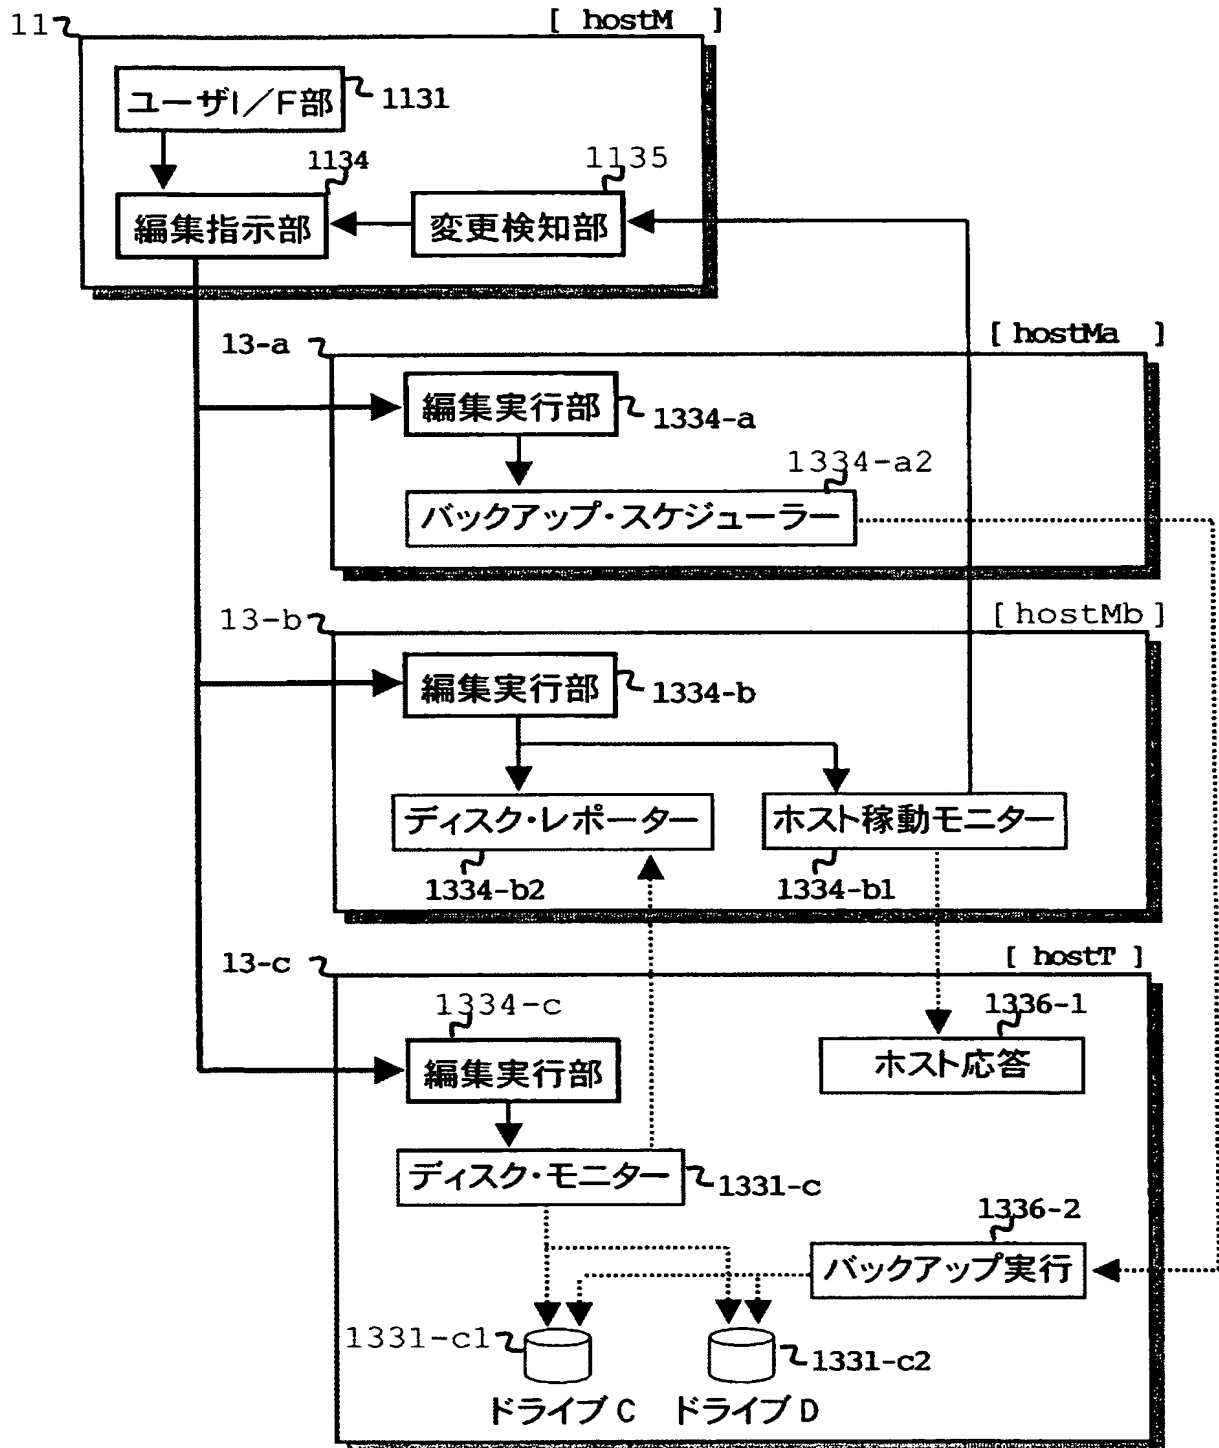 11
[ hostM ]
ユーザI/F部
1131
1134
1135
編集指示部
変更検知部
13-a
[ hostMa ]
編集実行部
1334-a
1334-a2
バックアップ・スケジューラー
13-b
[ hostMb ]
編集実行部
1334-b
ディスク・レポーター
ホスト稼動モニター
1334-b2
1334-b1
13-c
[ hostT ]
1334-c
1336-1
編集実行部
ホスト応答
ディスク・モニター
1331-c
1336-2
バックアップ実行
1331-c1
1331-c2
ドライブ C
ドライブ D